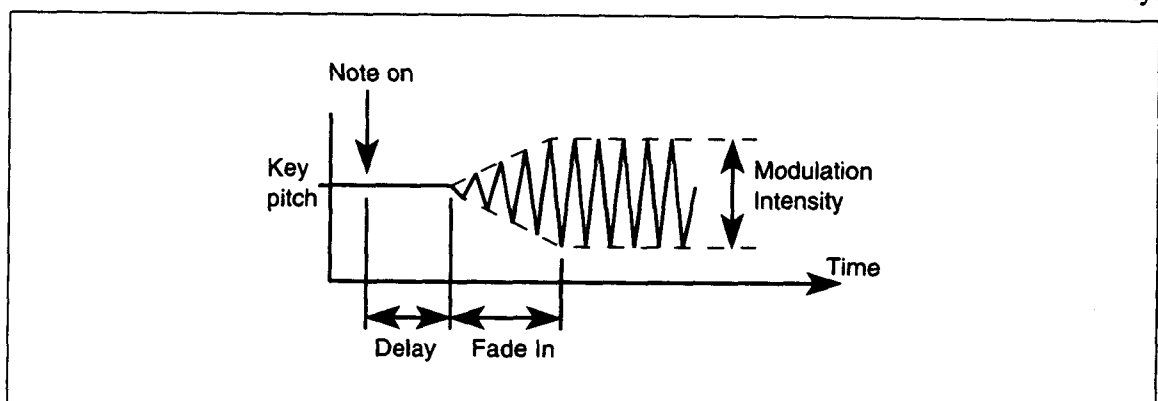 Note on
Key
pitch
Modulation
Intensity
Time
Delay
Fade In